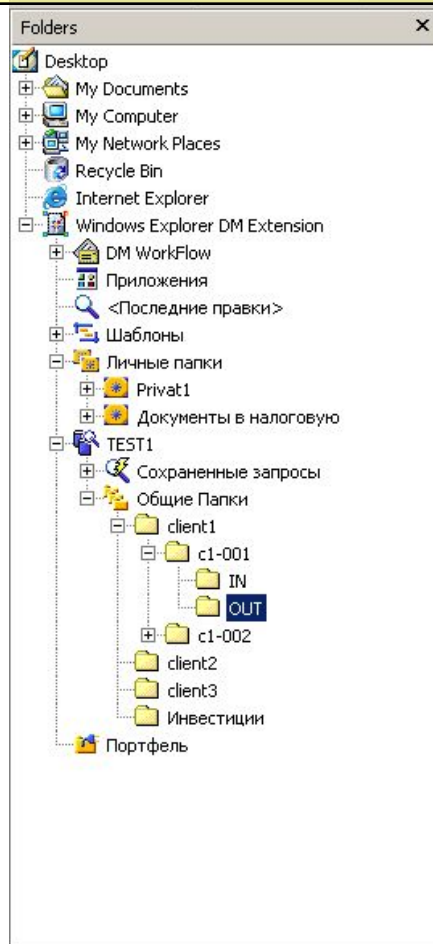 Folders
Desktop
My Documents
My Computer
My Network Places
Recycle Bin
Internet Explorer
Windows Explorer DM Extension
DM WorkFlow
Приложения
<Последние правки>
Шаблоны
Личные папки
Privat1
Документы в налоговую
TEST1
Сохраненные запросы
Общие Папки
client1
c1-001
IN
OUT
c1-002
client2
client3
Инвестиции
Портфель